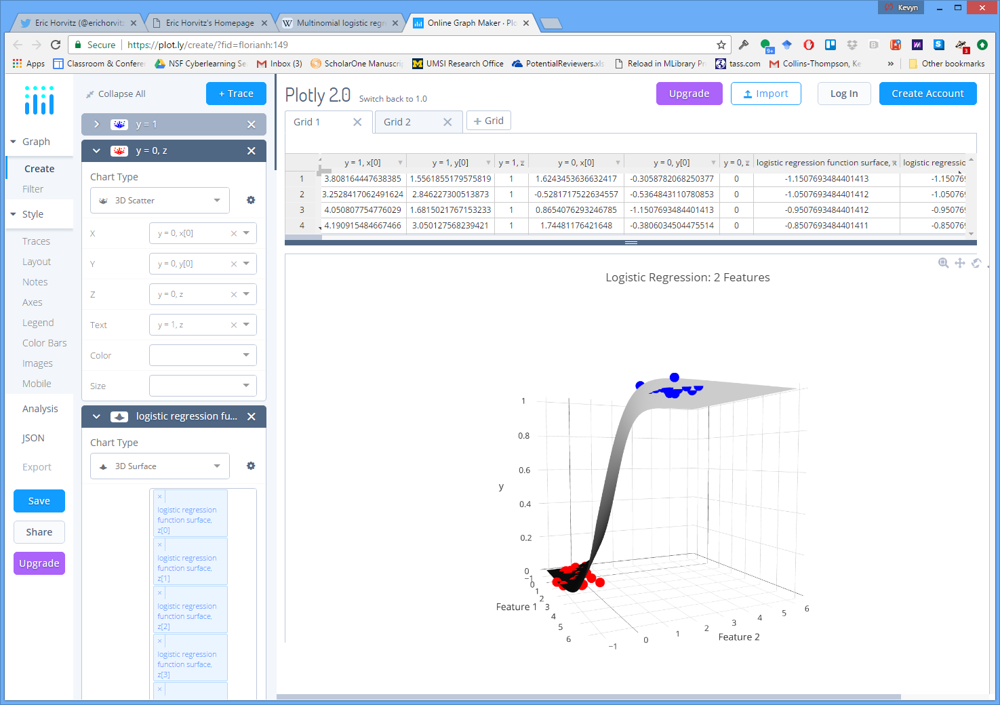 Kevyn
Eric Horvitz (@erichorvitz
Eric Horvitz's Homepage
Multinomial logistic regr
Online Graph Maker · Plo
Secure
https://plot.ly/create/?fid=florianh:149
9+
3
Apps
Classroom & Confere
NSF Cyberlearning Se
Inbox (3)
ScholarOne Manuscri
UMSI Research Office
PotentialReviewers.xls
Reload in MLibrary Pr
tass.com
Collins-Thompson, Ke
»
Other bookmarks
Graph
Create
Filter
Style
Traces
Layout
Notes
Axes
Legend
Color Bars
Images
Mobile
Analysis
JSON
Export
Save
Share
Upgrade
Collapse All
+ Trace
y = 1
y = 0, z
Chart Type
3D Scatter
X y = 0, x[0]
Y y = 0, y[0]
Z y = 0, z
Text y = 1, z
Color
Size
logistic regression fu...
Chart Type
3D Surface
logistic regression
function surface,
z[0]
logistic regression
function surface,
z[1]
logistic regression
function surface,
z[2]
logistic regression
function surface,
z[3]
Plotly 2.0 Switch back to 1.0
Upgrade
Import
Log In
Create Account
Grid 1
Grid 2
+ Grid
y = 1, x[0] y = 1, y[0] y = 1, z y = 0, x[0] y = 0, y[0] y = 0, z logistic regression function surface, x logistic regressio
1 3.808164447638385 1.5561855179575819 1 1.6243453636632417 -0.3058782068250377 0 -1.1507693484401413 -1.15076
2 3.2528417062491624 2.846227300513873 1 -0.5281717522634557 -0.5364843110780853 0 -1.0507693484401412 -1.05076
3 4.050807754776029 1.6815021767153233 1 0.8654076293246785 -1.1507693484401413 0 -0.9507693484401412 -0.95076
4 4.190915484667466 3.050127568239421 1 1.74481176421648 -0.3806034504475514 0 -0.8507693484401411 -0.85076
Logistic Regression: 2 Features
1
0.8
0.6
0.4
0.2
0
y
−1
0
1
2
3
4
5
6
Feature 1
−1
0
1
2
3
4
5
6
Feature 2